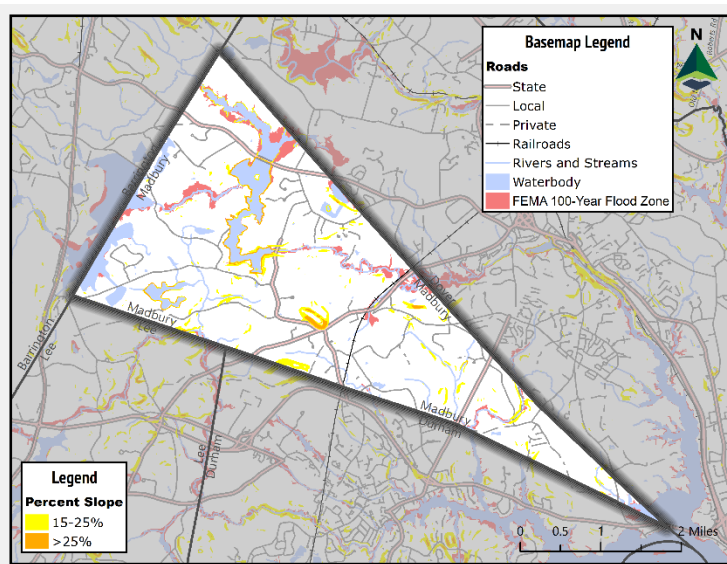 Basemap Legend
Roads
State
Local
Private
Railroads
Rivers and Streams
Waterbody
FEMA 100-Year Flood Zone
N
Roberts Rd
Barrington
Madbury
Dover
Madbury
Barrington
Lee
Madbury
Lee
Lee
Durham
Madbury
Durham
Legend
Percent Slope
15-25%
>25%
0 0.5 1 2 Miles